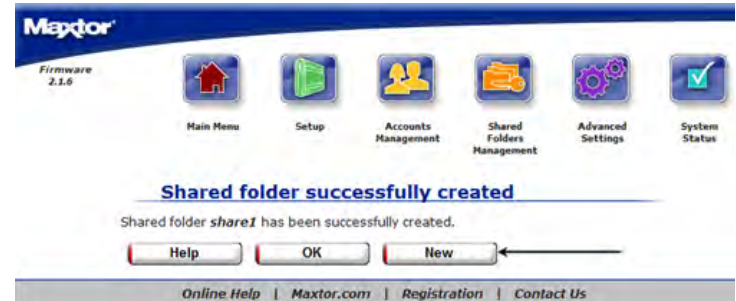 Maxtor
Firmware
2.1.6
Main Menu
Setup
Accounts
Management
Shared
Folders
Management
Advanced
Settings
System
Status
Shared folder successfully created
Shared folder share1 has been successfully created.
Help OK New
Online Help | Maxtor.com | Registration | Contact Us